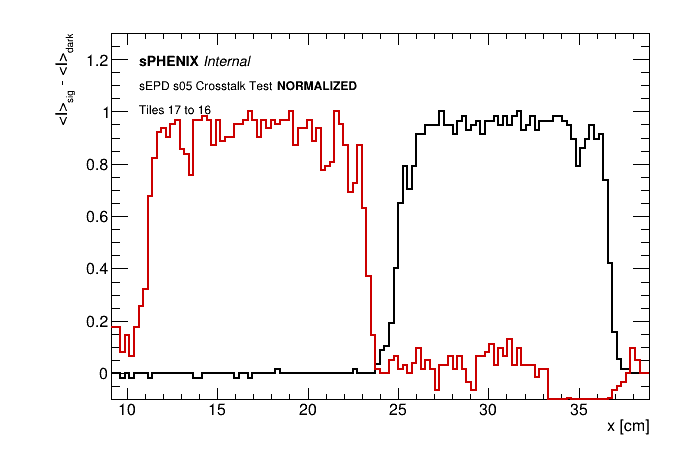 <I>sig - <I>dark
sPHENIX Internal
sEPD s05 Crosstalk Test NORMALIZED
Tiles 17 to 16
1.2
1
0.8
0.6
0.4
0.2
0
10 15 20 25 30 35
x [cm]